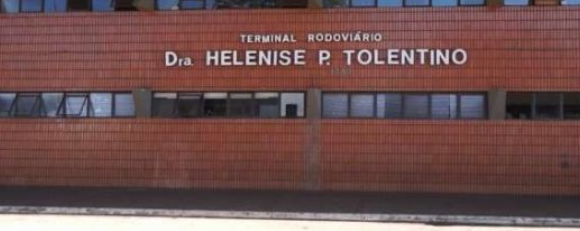 TERMINAL RODOVIÁRIO
Dra. HELENISE P. TOLENTINO